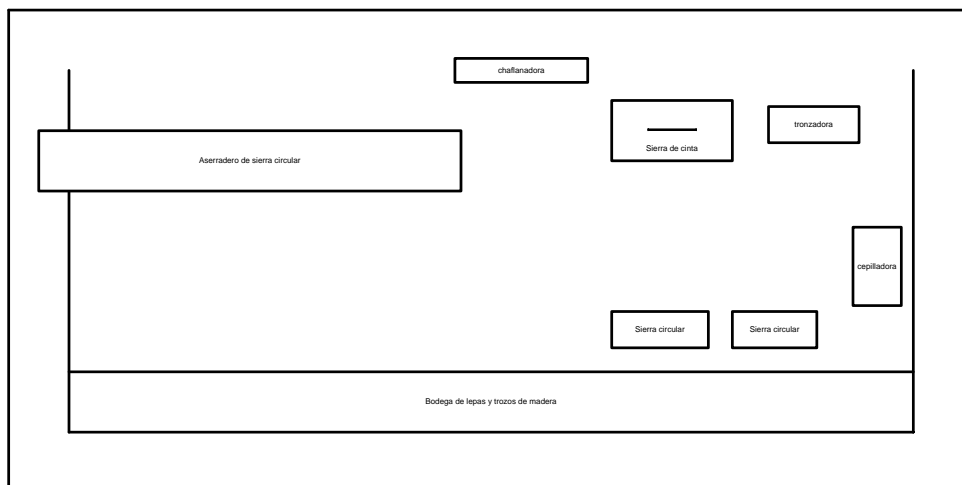 chaflanadora
Sierra de cinta
tronzadora
Aserradero de sierra circular
cepilladora
Sierra circular
Sierra circular
Bodega de lepas y trozos de madera